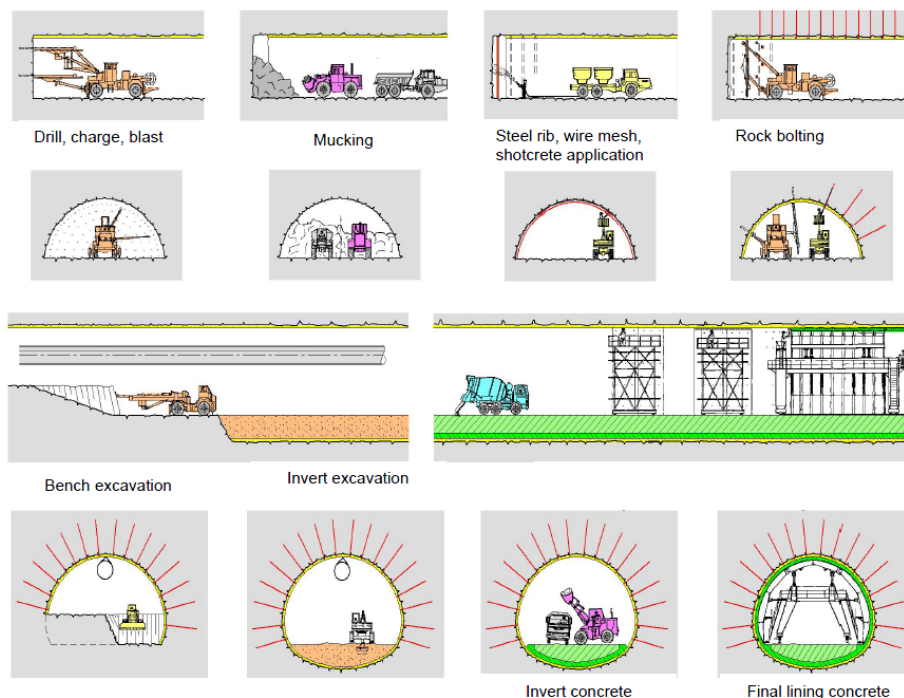 Drill, charge, blast
Mucking
Steel rib, wire mesh,
shotcrete application
Rock bolting
Bench excavation
Invert excavation
Invert concrete
Final lining concrete